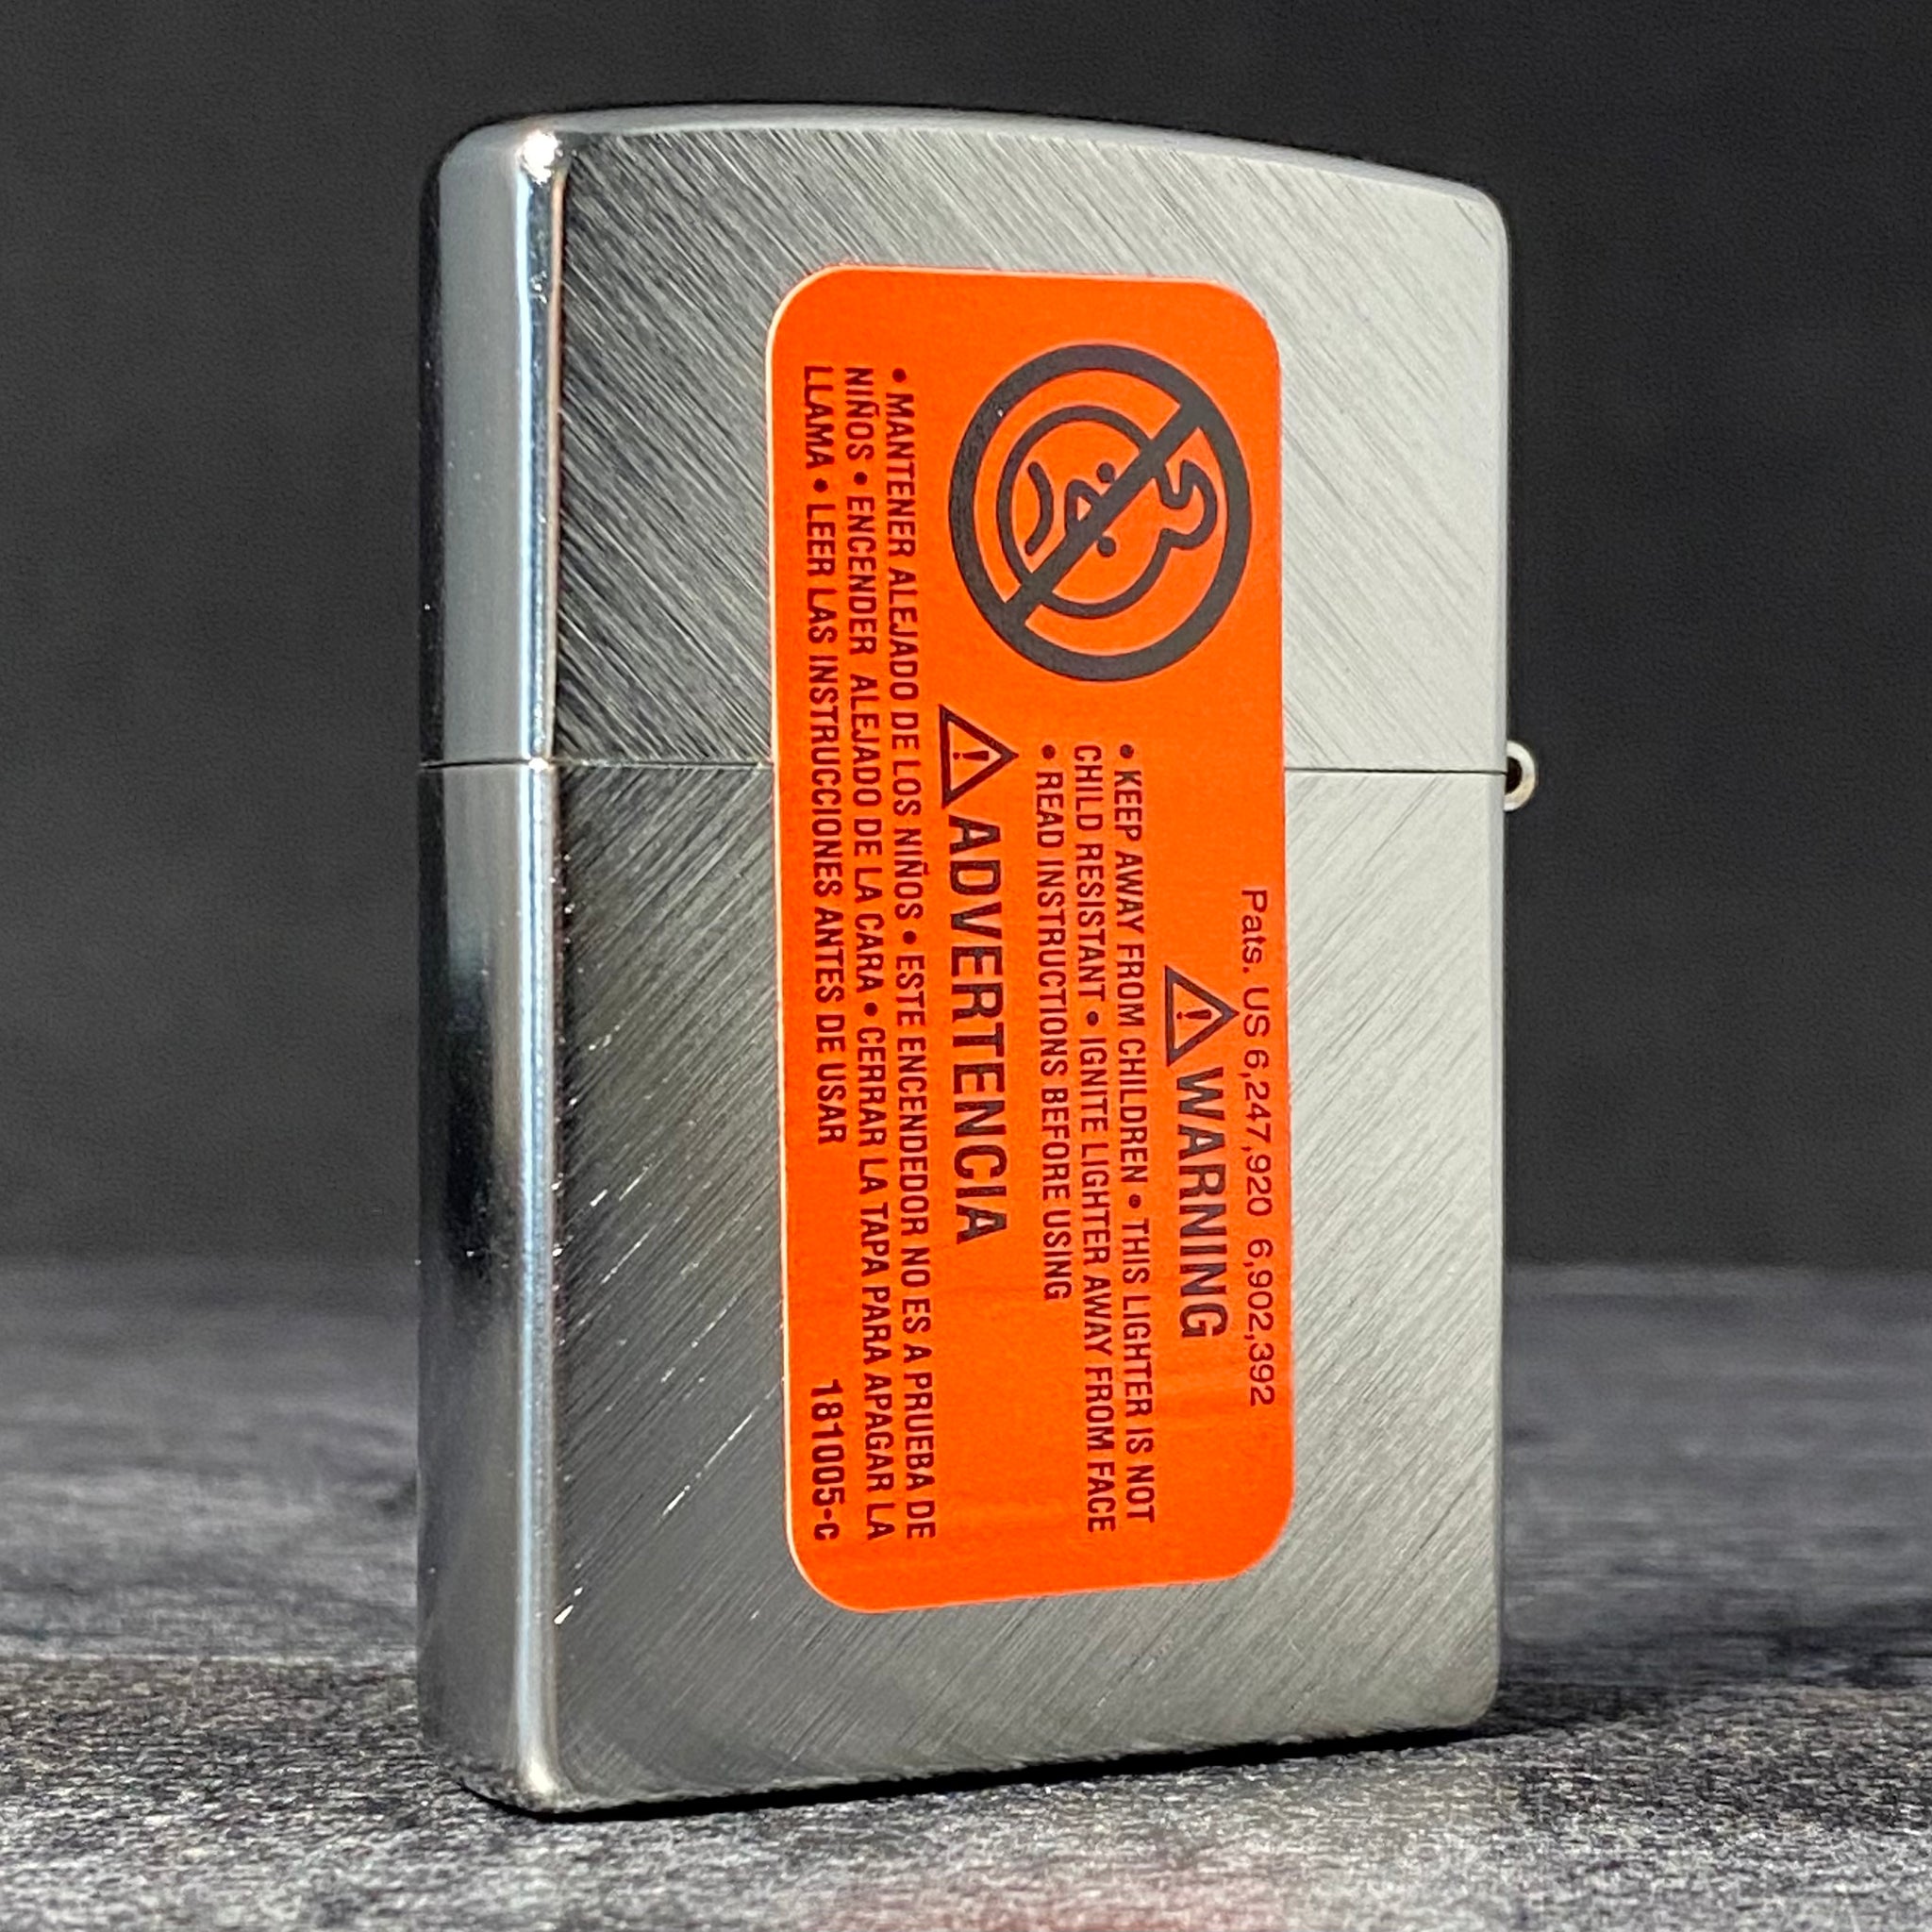 Pats. US 6,247,920 6,902,392
WARNING
• KEEP AWAY FROM CHILDREN • THIS LIGHTER IS NOT
CHILD RESISTANT • IGNITE LIGHTER AWAY FROM FACE
• READ INSTRUCTIONS BEFORE USING
ADVERTENCIA
• MANTENER ALEJADO DE LOS NIÑOS • ESTE ENCENDEDOR NO ES A PRUEBA DE
NIÑOS • ENCENDER ALEJADO DE LA CARA • CERRAR LA TAPA PARA APAGAR LA
LLAMA • LEER LAS INSTRUCCIONES ANTES DE USAR
181005-C